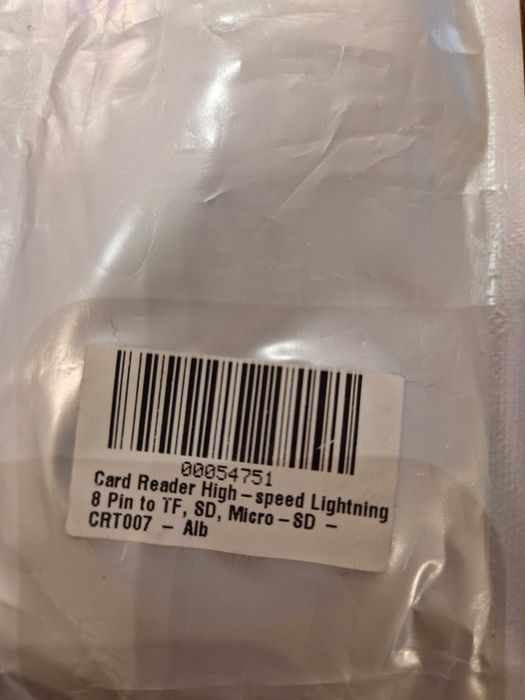 00054751
Card Reader High-speed Lightning
8 Pin to TF, SD, Micro-SD -
CRT007 - Alb